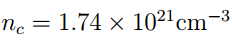 n_c = 1.74 × 10^{21} cm^{−3}